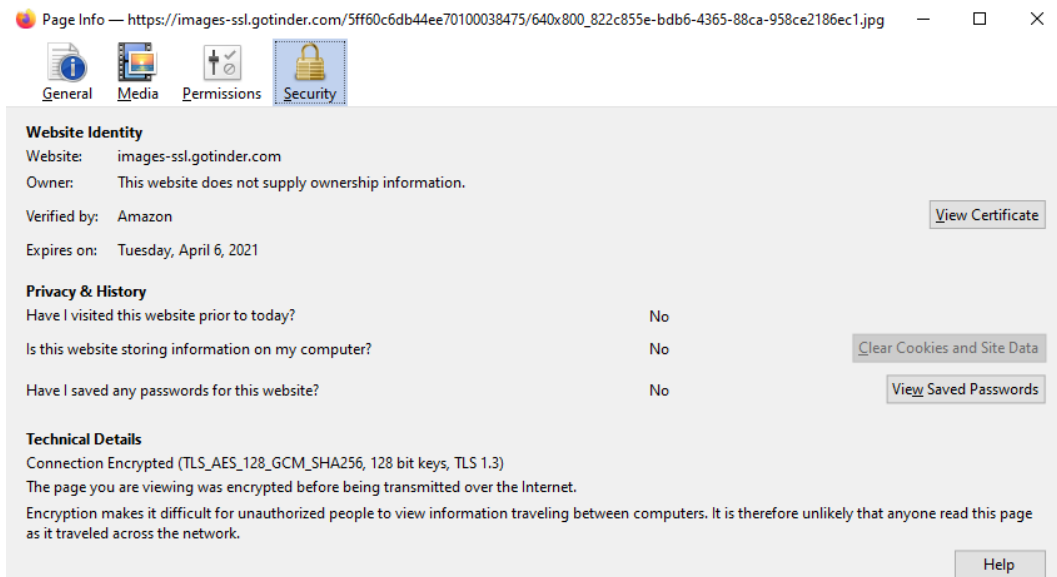 Page Info — https://images-ssl.gotinder.com/5ff60c6db44ee70100038475/640x800_822c855e-bdb6-4365-88ca-958ce2186ec1.jpg
General Media Permissions Security
Website Identity
Website: images-ssl.gotinder.com
Owner: This website does not supply ownership information.
Verified by: Amazon View Certificate
Expires on: Tuesday, April 6, 2021
Privacy & History
Have I visited this website prior to today? No
Is this website storing information on my computer? No Clear Cookies and Site Data
Have I saved any passwords for this website? No View Saved Passwords
Technical Details
Connection Encrypted (TLS_AES_128_GCM_SHA256, 128 bit keys, TLS 1.3)
The page you are viewing was encrypted before being transmitted over the Internet.
Encryption makes it difficult for unauthorized people to view information traveling between computers. It is therefore unlikely that anyone read this page
as it traveled across the network.
Help